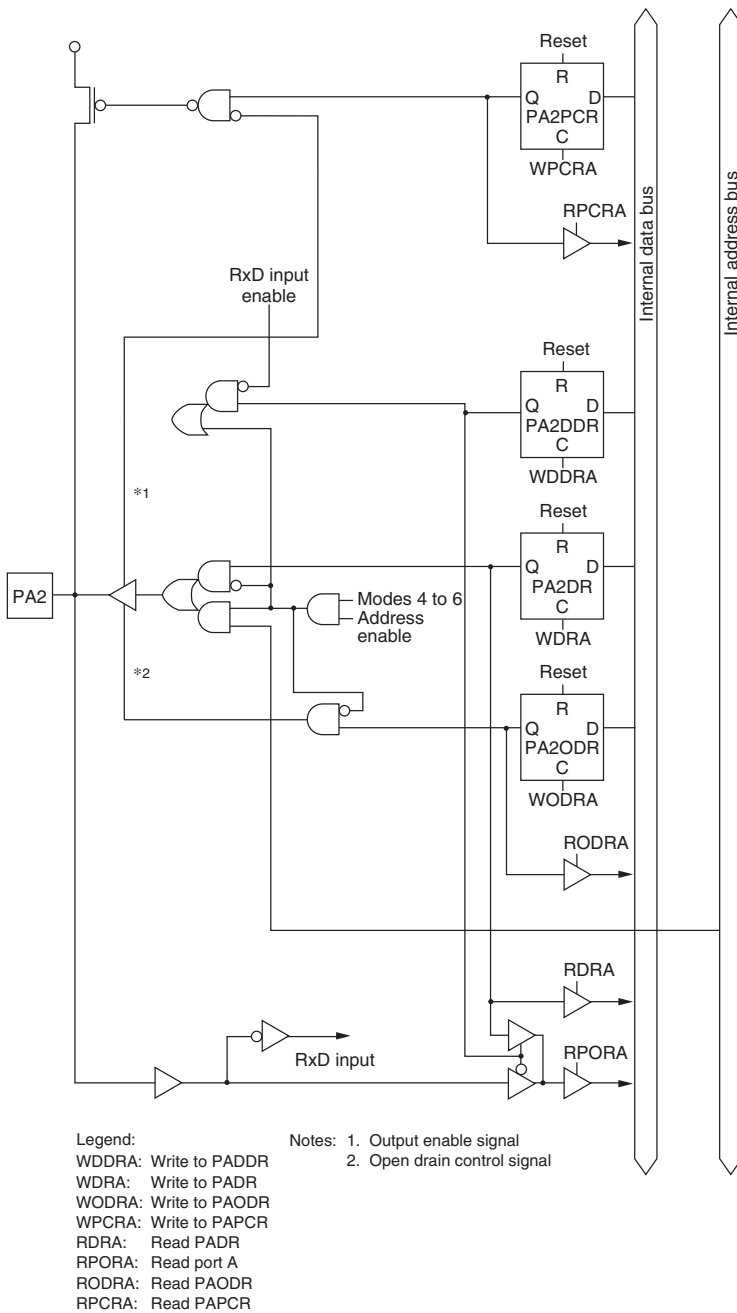 Reset
R
Q D
PA2PCR
C
WPCRA
RPCRA
Internal data bus
Internal address bus
RxD input
enable
Reset
R
Q D
PA2DDR
C
WDDRA
*1
Reset
R
Q D
PA2DR
C
WDRA
PA2
Modes 4 to 6
Address
enable
*2
Reset
R
Q D
PA2ODR
C
WODRA
RODRA
RDRA
RxD input
RPORA
Legend:
WDDRA: Write to PADDR
WDRA: Write to PADR
WODRA: Write to PAODR
WPCRA: Write to PAPCR
RDRA: Read PADR
RPORA: Read port A
RODRA: Read PAODR
RPCRA: Read PAPCR
Notes: 1. Output enable signal
2. Open drain control signal